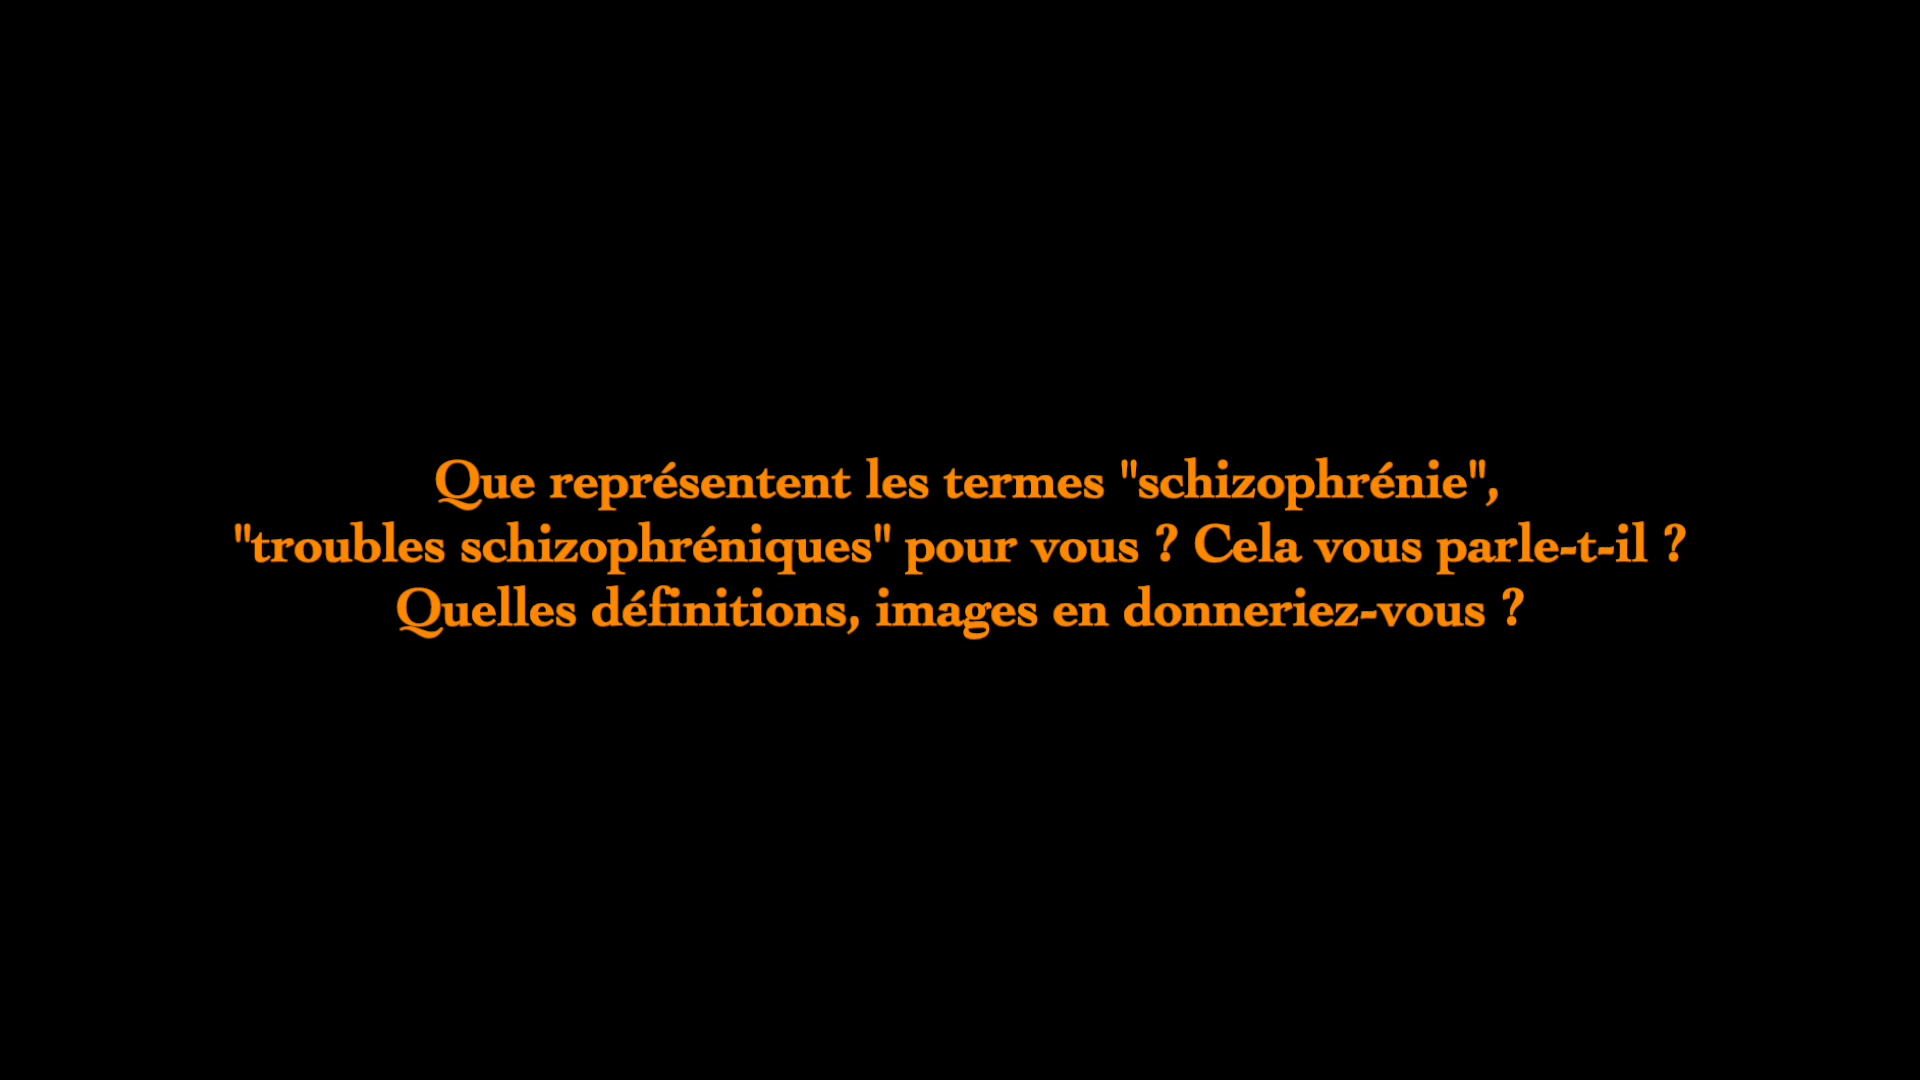 Que représentent les termes "schizophrénie",
"troubles schizophréniques" pour vous ? Cela vous parle-t-il ?
Quelles définitions, images en donneriez-vous ?